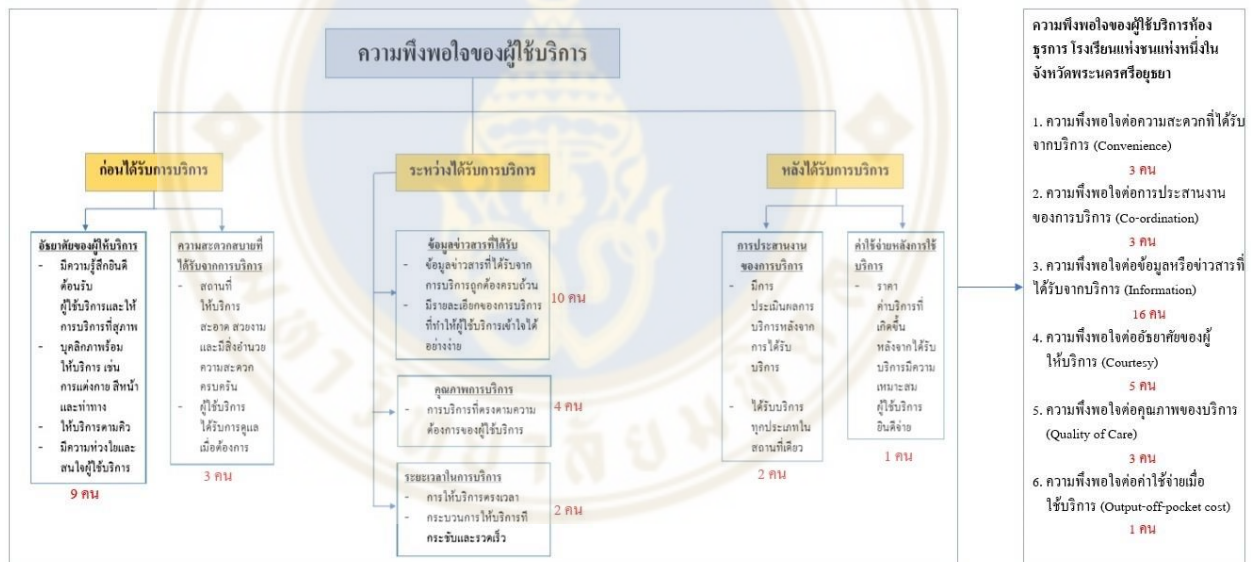 ความพึงพอใจของผู้ใช้บริการ
ก่อนได้รับการบริการ
อัธยาศัยของผู้ให้บริการ
- มีความรู้สึกยินดี
ต้อนรับ
ผู้ใช้บริการและให้
การบริการที่สุภาพ
- บุคลิกภาพพร้อม
ให้บริการ เช่น
การแต่งกาย สีหน้า
และท่าทาง
- ให้บริการตามคิว
- มีความห่วงใยและ
สนใจผู้ใช้บริการ
9 คน
ความสะดวกสบายที่
ได้รับจากการบริการ
- สถานที่
ให้บริการ
สะอาด สวยงาม
และมีสิ่งอำนวย
ความสะดวก
ครบครัน
- ผู้ใช้บริการ
ได้รับการดูแล
เมื่อต้องการ
3 คน
ระหว่างได้รับการบริการ
ข้อมูลข่าวสารที่ได้รับ
- ข้อมูลข่าวสารที่ได้รับจาก
การบริการถูกต้องครบถ้วน
- มีรายละเอียดของการบริการ
ที่ทำให้ผู้ใช้บริการเข้าใจได้
อย่างง่าย
10 คน
คุณภาพการบริการ
- การบริการที่ตรงตามความ
ต้องการของผู้ใช้บริการ
4 คน
ระยะเวลาในการบริการ
- การให้บริการตรงเวลา
- กระบวนการให้บริการที่
กระชับและรวดเร็ว
2 คน
หลังได้รับการบริการ
การประสานงาน
ของการบริการ
- มีการ
ประเมินผลการ
บริการหลังจาก
การได้รับ
บริการ
- ได้รับบริการ
ทุกประเภทใน
สถานที่เดียว
2 คน
ค่าใช้จ่ายหลังการใช้
บริการ
- ราคา
ค่าบริการที่
เกิดขึ้น
หลังจากได้รับ
บริการมีความ
เหมาะสม
ผู้ใช้บริการ
ยินดีจ่าย
1 คน
ความพึงพอใจของผู้ใช้บริการห้อง
ธุรการ โรงเรียนแห่งชนแห่งหนึ่งใน
จังหวัดพระนครศรีอยุธยา
1. ความพึงพอใจต่อความสะดวกที่ได้รับ
จากบริการ (Convenience)
3 คน
2. ความพึงพอใจต่อการประสานงาน
ของการบริการ (Co-ordination)
3 คน
3. ความพึงพอใจต่อข้อมูลหรือข่าวสารที่
ได้รับจากบริการ (Information)
16 คน
4. ความพึงพอใจต่ออัธยาศัยของผู้
ให้บริการ (Courtesy)
5 คน
5. ความพึงพอใจต่อคุณภาพของบริการ
(Quality of Care)
3 คน
6. ความพึงพอใจต่อค่าใช้จ่ายเมื่อ
ใช้บริการ (Output-off-pocket cost)
1 คน